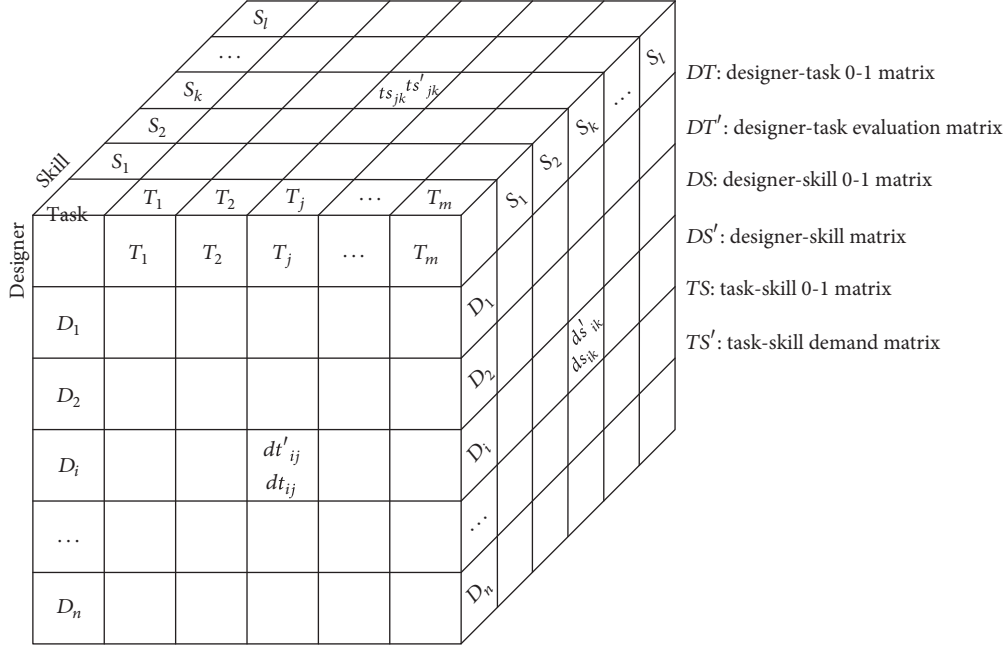 S_l
...
S_k
ts_jk ts'_jk
S_2
S_1
Skill
Task
Designer
T_1 T_2 T_j ... T_m
T_1 T_2 T_j ... T_m
S_1 S_2 S_k ... S_l
D_1
D_2
D_i
dt'_ij
dt_ij
...
D_n
D_1
D_2
D_i
...
D_n
ds'_ik
ds_ik
DT: designer-task 0-1 matrix
DT': designer-task evaluation matrix
DS: designer-skill 0-1 matrix
DS': designer-skill matrix
TS: task-skill 0-1 matrix
TS': task-skill demand matrix